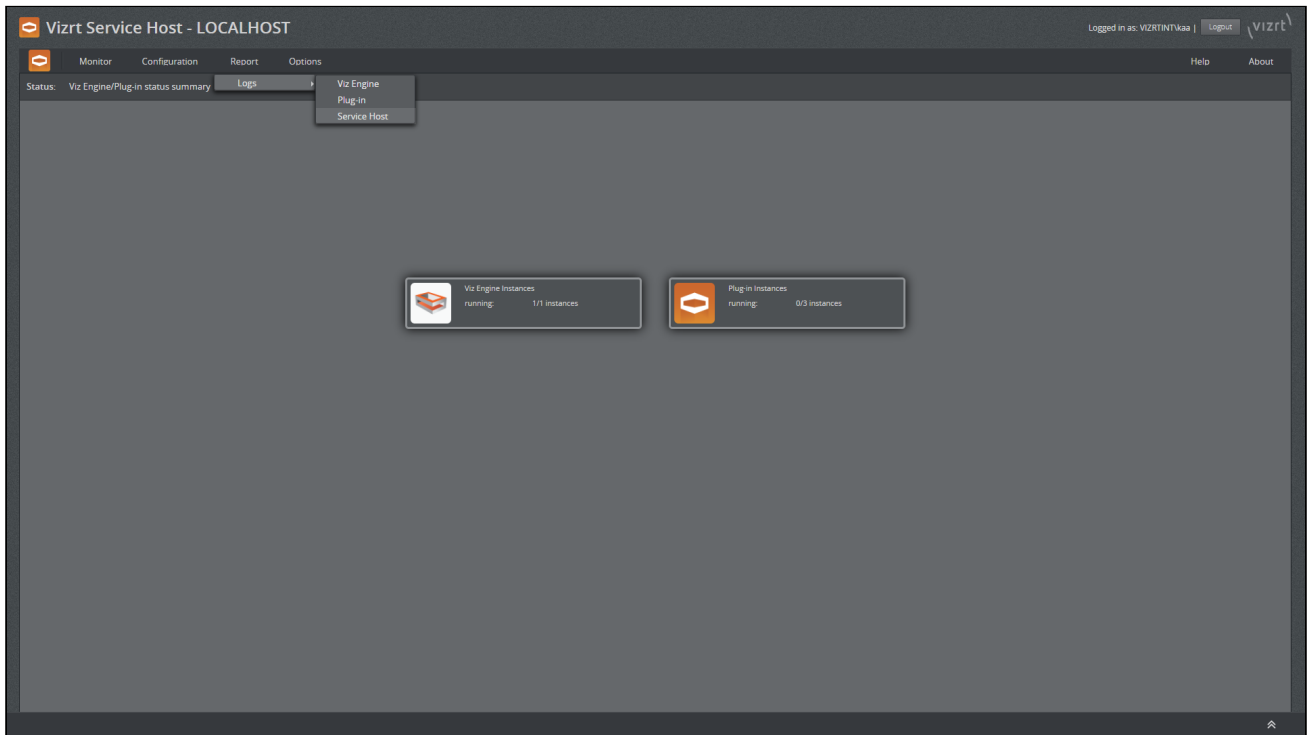 Vizrt Service Host - LOCALHOST
Logged in as: VIZRTINT\kaa | Logout vizrt
Monitor Configuration Report Options Help About
Status: Viz Engine/Plug-in status summary
Logs
Viz Engine
Plug-in
Service Host
Viz Engine Instances
running: 1/1 instances
Plug-in Instances
running: 0/3 instances